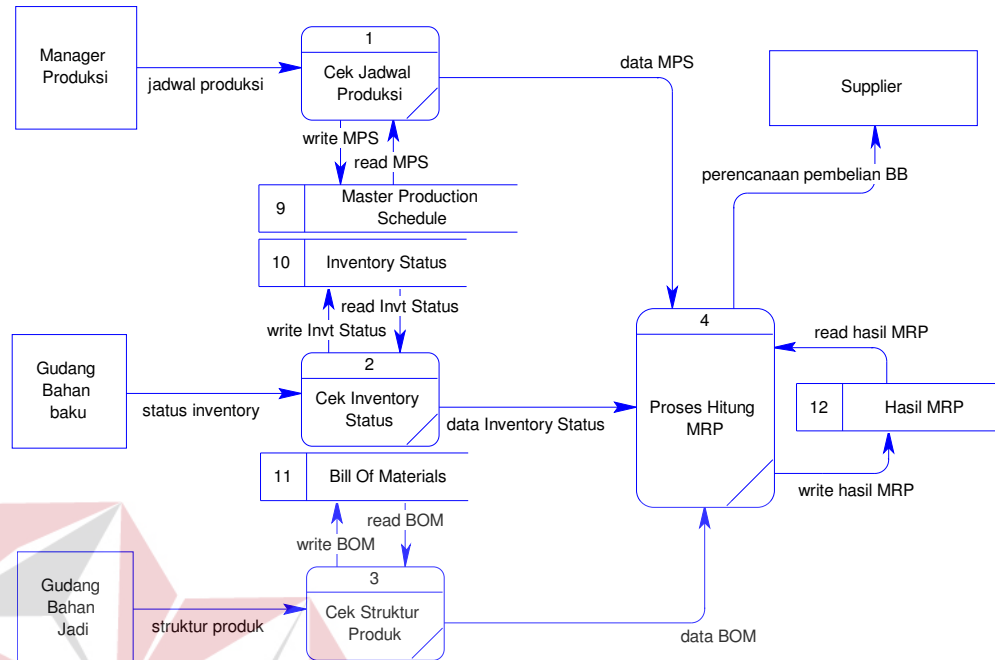 Manager
Produksi
jadwal produksi
1
Cek Jadwal
Produksi
data MPS
Supplier
write MPS
read MPS
perencanaan pembelian BB
9
Master Production
Schedule
10
Inventory Status
read Invt Status
write Invt Status
4
Proses Hitung
MRP
read hasil MRP
12
Hasil MRP
write hasil MRP
Gudang
Bahan
baku
status inventory
2
Cek Inventory
Status
data Inventory Status
11
Bill Of Materials
read BOM
write BOM
Gudang
Bahan
Jadi
struktur produk
3
Cek Struktur
Produk
data BOM